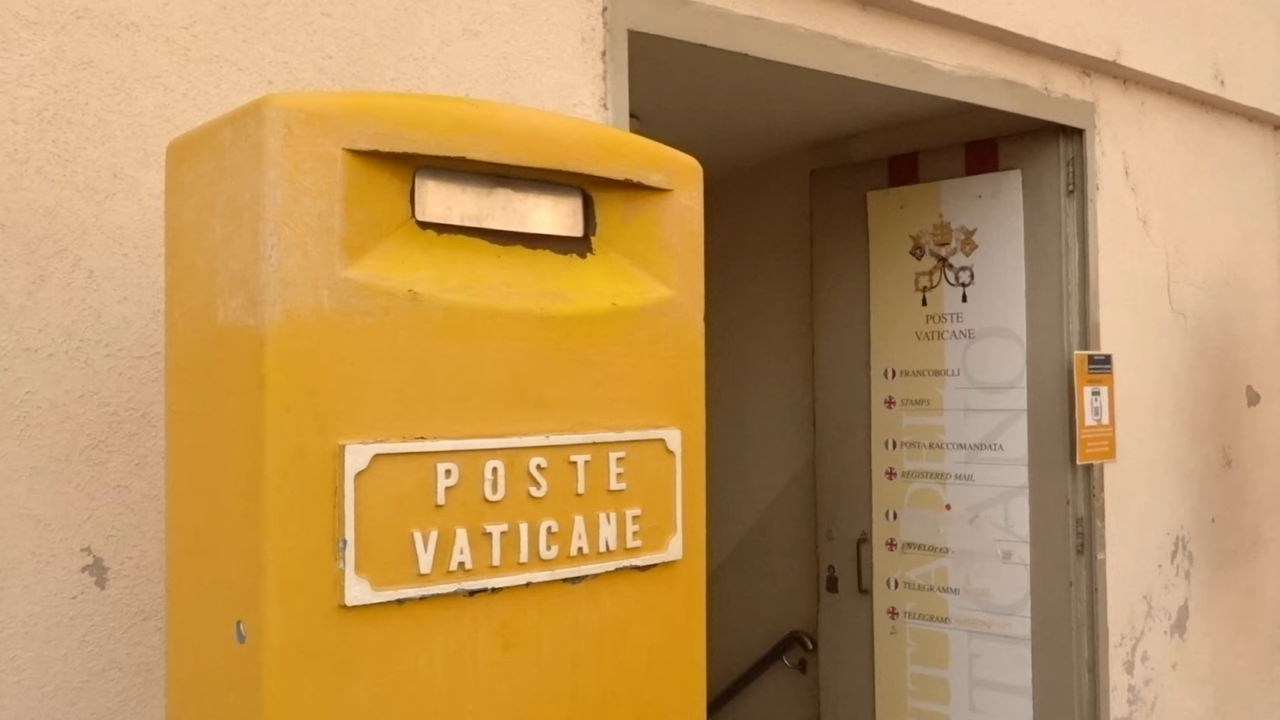 POSTE
VATICANE
POSTE
VATICANE
FRANCOBOLLI
STAMPS
POSTA RACCOMANDATA
REGISTERED MAIL
ENVELOPES
TELEGRAMMI
TELEGRAMS